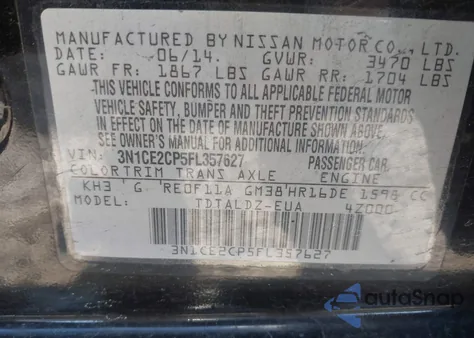 MANUFACTURED BY NISSAN MOTOR CO., LTD.
DATE: 06/14. GVWR: 3470 LBS
GAWR FR: 1867 LBS GAWR RR: 1704 LBS
THIS VEHICLE CONFORMS TO ALL APPLICABLE FEDERAL MOTOR
VEHICLE SAFETY, BUMPER AND THEFT PREVENTION STANDARDS
IN EFFECT ON THE DATE OF MANUFACTURE SHOWN ABOVE.
SEE OWNER'S MANUAL FOR ADDITIONAL INFORMATION.
VIN: 3N1CE2CP5FL357627 PASSENGER CAR.
COLOR TRIM TRANS AXLE ENGINE
KH3 G RE0F11A GM38 HR16DE 1598 CC
TDTALDZ-EUA 4Z000
3N1CE2CP5FL357627
autoSnap